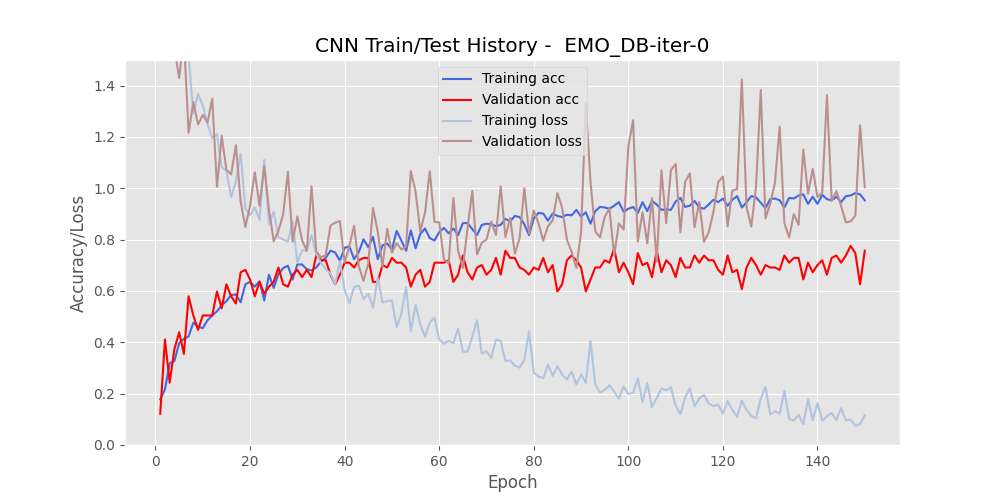 CNN Train/Test History -  EMO_DB-iter-0
Accuracy/Loss
1.4
1.2
1.0
0.8
0.6
0.4
0.2
0.0
Training acc
Validation acc
Training loss
Validation loss
0 20 40 60 80 100 120 140
Epoch